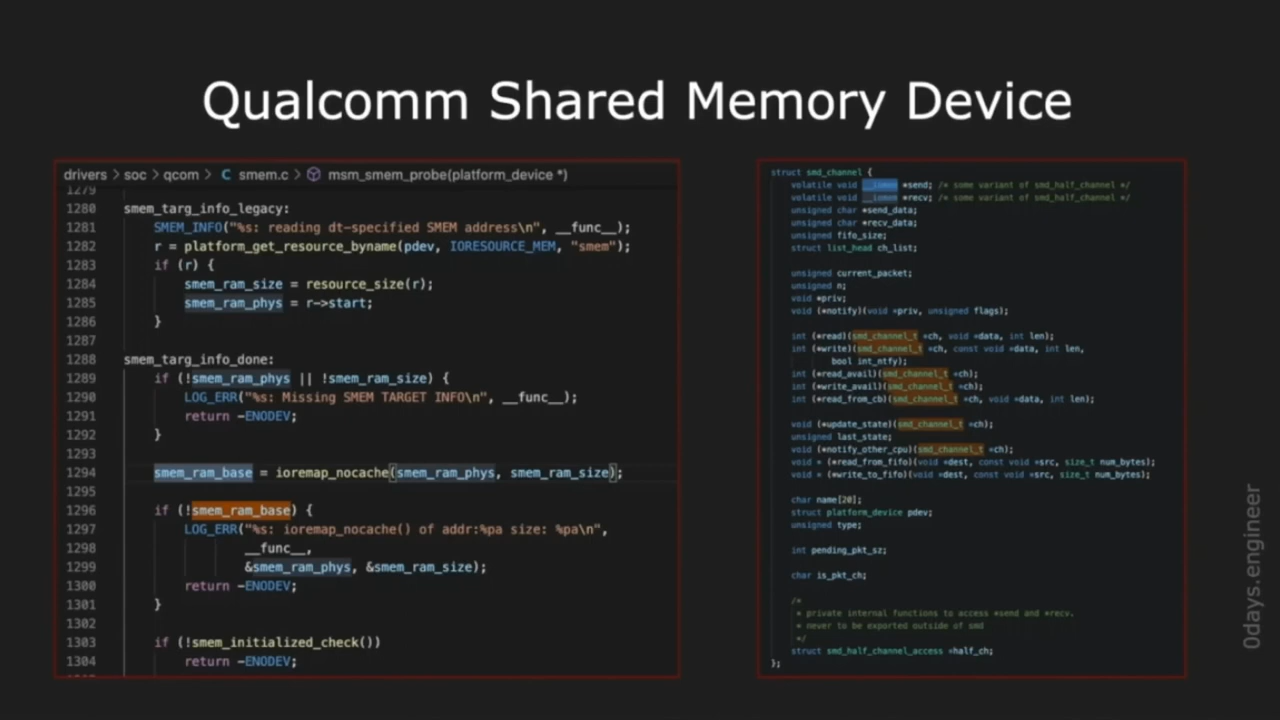 Qualcomm Shared Memory Device
drivers > soc > qcom > C smem.c > msm_smem_probe(platform_device *)
1279
1280 smem_targ_info_legacy:
1281 SMEM_INFO("%s: reading dt-specified SMEM address\n", __func__);
1282 r = platform_get_resource_byname(pdev, IORESOURCE_MEM, "smem");
1283 if (r) {
1284 smem_ram_size = resource_size(r);
1285 smem_ram_phys = r->start;
1286 }
1287
1288 smem_targ_info_done:
1289 if (!smem_ram_phys || !smem_ram_size) {
1290 LOG_ERR("%s: Missing SMEM TARGET INFO\n", __func__);
1291 return -ENODEV;
1292 }
1293
1294 smem_ram_base = ioremap_nocache(smem_ram_phys, smem_ram_size);
1295
1296 if (!smem_ram_base) {
1297 LOG_ERR("%s: ioremap_nocache() of addr:%pa size: %pa\n",
1298 __func__,
1299 &smem_ram_phys, &smem_ram_size);
1300 return -ENODEV;
1301 }
1302
1303 if (!smem_initialized_check())
1304 return -ENODEV;
struct smd_channel {
volatile void __iomem *send; /* some variant of smd_half_channel */
volatile void __iomem *recv; /* some variant of smd_half_channel */
unsigned char *send_data;
unsigned char *recv_data;
unsigned fifo_size;
struct list_head ch_list;
unsigned current_packet;
unsigned n;
void *priv;
void (*notify)(void *priv, unsigned flags);
int (*read)(smd_channel_t *ch, void *data, int len);
int (*write)(smd_channel_t *ch, const void *data, int len,
bool int_ntfy);
int (*read_avail)(smd_channel_t *ch);
int (*write_avail)(smd_channel_t *ch);
int (*read_from_cb)(smd_channel_t *ch, void *data, int len);
void (*update_state)(smd_channel_t *ch);
unsigned last_state;
void (*notify_other_cpu)(smd_channel_t *ch);
void * (*read_from_fifo)(void *dest, const void *src, size_t num_bytes);
void * (*write_to_fifo)(void *dest, const void *src, size_t num_bytes);
char name[20];
struct platform_device pdev;
unsigned type;
int pending_pkt_sz;
char is_pkt_ch;
/*
* private internal functions to access *send and *recv.
* never to be exported outside of smd
*/
struct smd_half_channel_access *half_ch;
};
0days.engineer